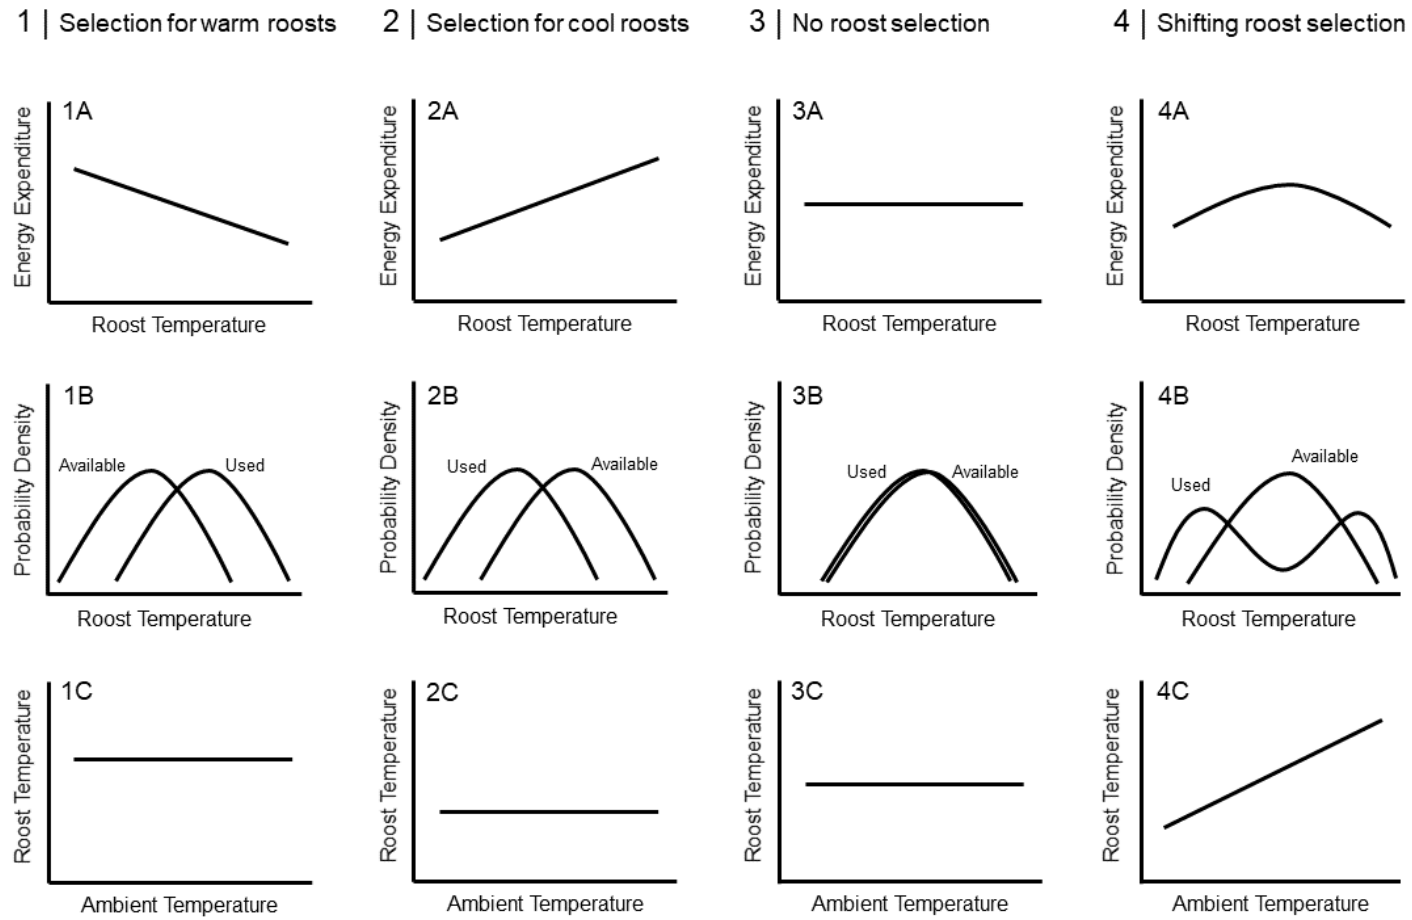 1 | Selection for warm roosts
2 | Selection for cool roosts
3 | No roost selection
4 | Shifting roost selection
1A
Energy Expenditure
Roost Temperature
2A
Energy Expenditure
Roost Temperature
3A
Energy Expenditure
Roost Temperature
4A
Energy Expenditure
Roost Temperature
1B
Probability Density
Available
Used
Roost Temperature
2B
Probability Density
Used
Available
Roost Temperature
3B
Probability Density
Used
Available
Roost Temperature
4B
Probability Density
Used
Available
Roost Temperature
1C
Roost Temperature
Ambient Temperature
2C
Roost Temperature
Ambient Temperature
3C
Roost Temperature
Ambient Temperature
4C
Roost Temperature
Ambient Temperature